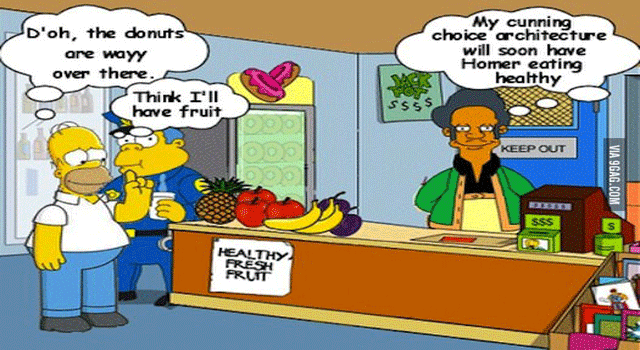 D'oh, the donuts
are wayy
over there.
Think I'll
have fruit
My cunning
choice architecture
will soon have
Homer eating
healthy
$$$$
KEEP OUT
VIA 9GAG.COM
HEALTHY
FRESH
FRUIT
$$$$$
$$$
$